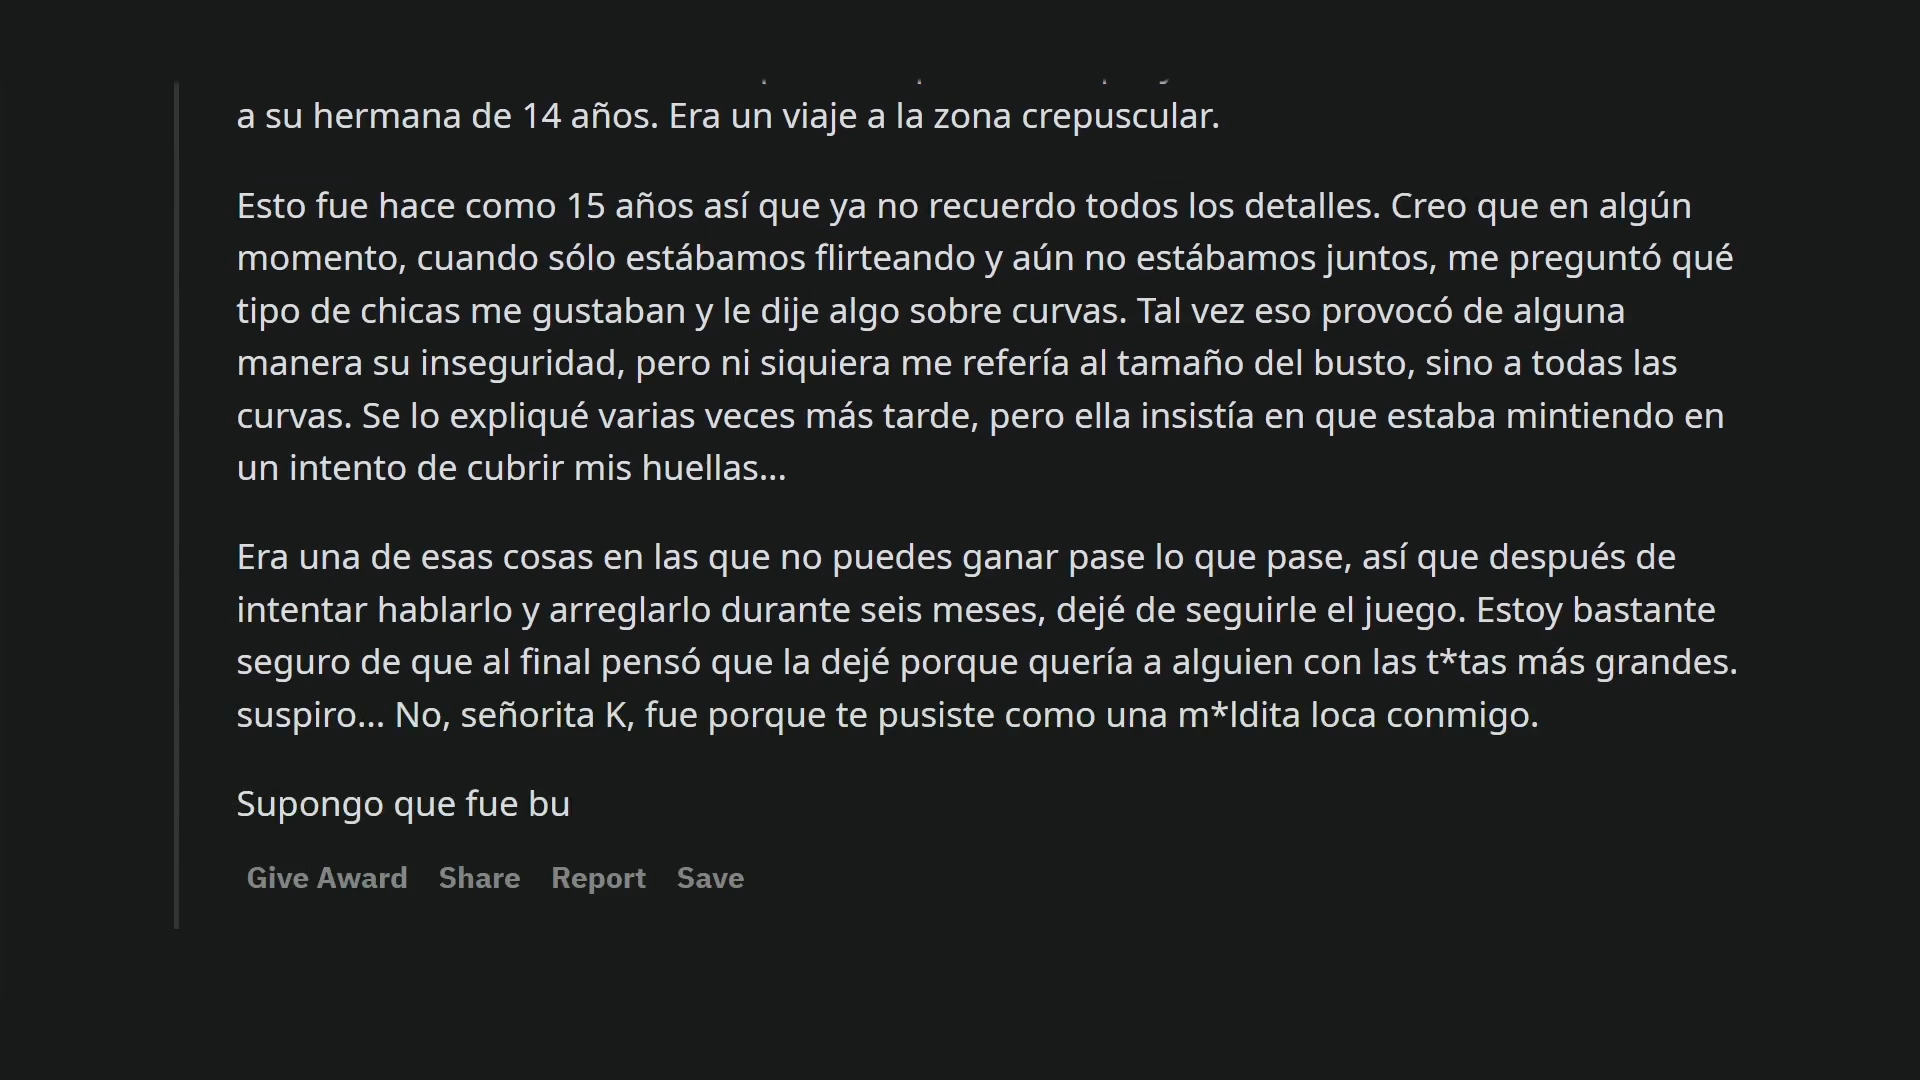 a su hermana de 14 años. Era un viaje a la zona crepuscular.
Esto fue hace como 15 años así que ya no recuerdo todos los detalles. Creo que en algún
momento, cuando sólo estábamos flirteando y aún no estábamos juntos, me preguntó qué
tipo de chicas me gustaban y le dije algo sobre curvas. Tal vez eso provocó de alguna
manera su inseguridad, pero ni siquiera me refería al tamaño del busto, sino a todas las
curvas. Se lo expliqué varias veces más tarde, pero ella insistía en que estaba mintiendo en
un intento de cubrir mis huellas...
Era una de esas cosas en las que no puedes ganar pase lo que pase, así que después de
intentar hablarlo y arreglarlo durante seis meses, dejé de seguirle el juego. Estoy bastante
seguro de que al final pensó que la dejé porque quería a alguien con las t*tas más grandes.
suspiro... No, señorita K, fue porque te pusiste como una m*ldita loca conmigo.
Supongo que fue bu
Give Award Share Report Save